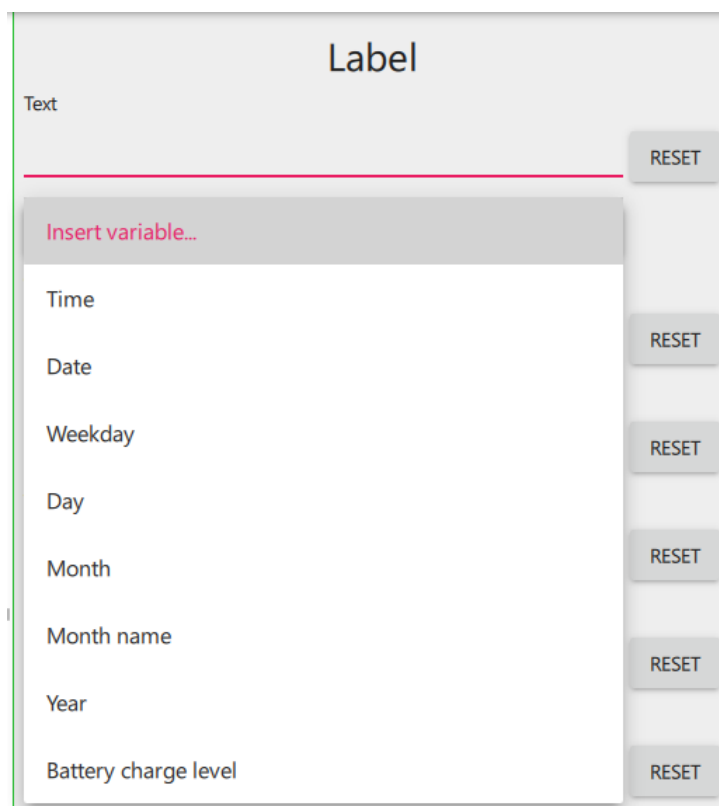 Label
Text
RESET
Insert variable...
Time
RESET
Date
Weekday
RESET
Day
RESET
Month
Month name
RESET
Year
Battery charge level
RESET